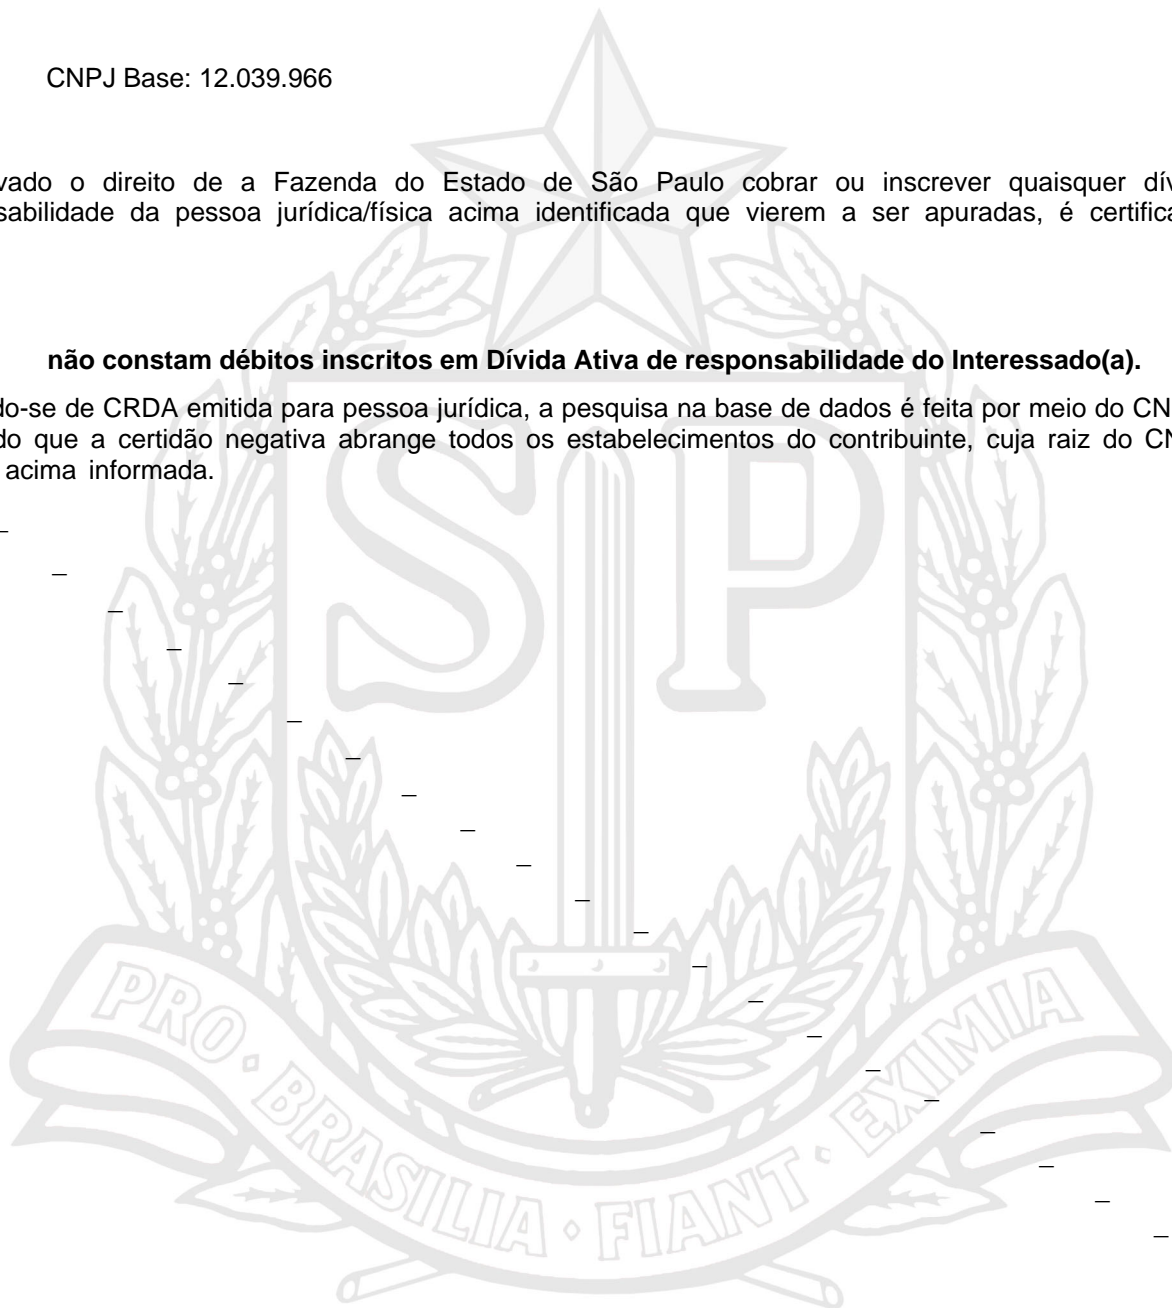 CNPJ Base: 12.039.966
vado o direito de a Fazenda do Estado de São Paulo cobrar ou inscrever quaisquer dív
sabilidade da pessoa jurídica/física acima identificada que vierem a ser apuradas, é certifica
não constam débitos inscritos em Dívida Ativa de responsabilidade do Interessado(a).
do-se de CRDA emitida para pessoa jurídica, a pesquisa na base de dados é feita por meio do CN
do que a certidão negativa abrange todos os estabelecimentos do contribuinte, cuja raiz do CN
acima informada.
SP
PRO · BRASILIA · FIANT · EXIMIA